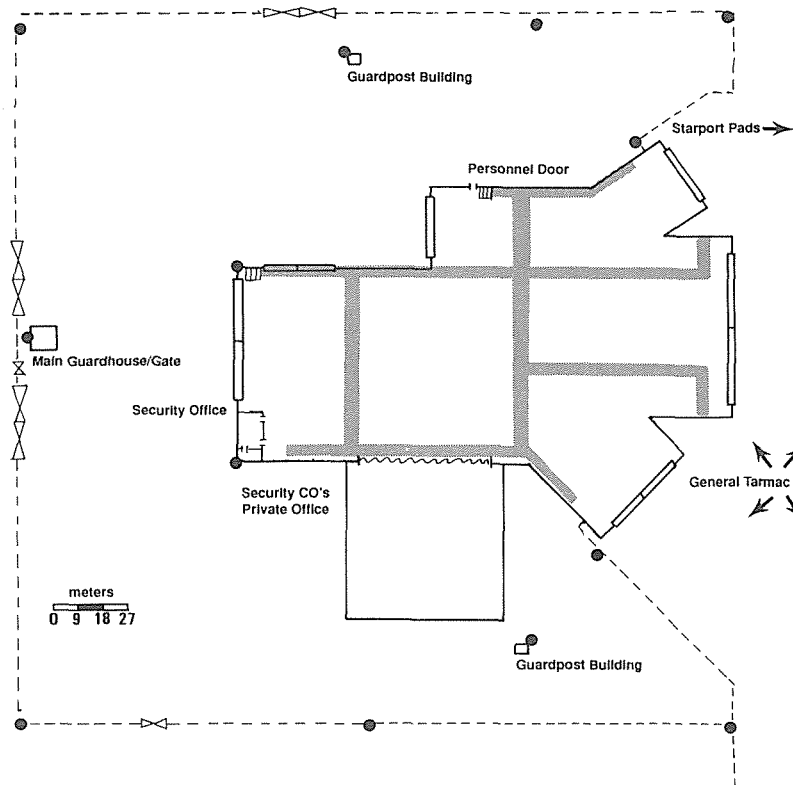 Guardpost Building
Starport Pads
Personnel Door
Main Guardhouse/Gate
Security Office
Security CO's
Private Office
General Tarmac
meters
0 9 18 27
Guardpost Building